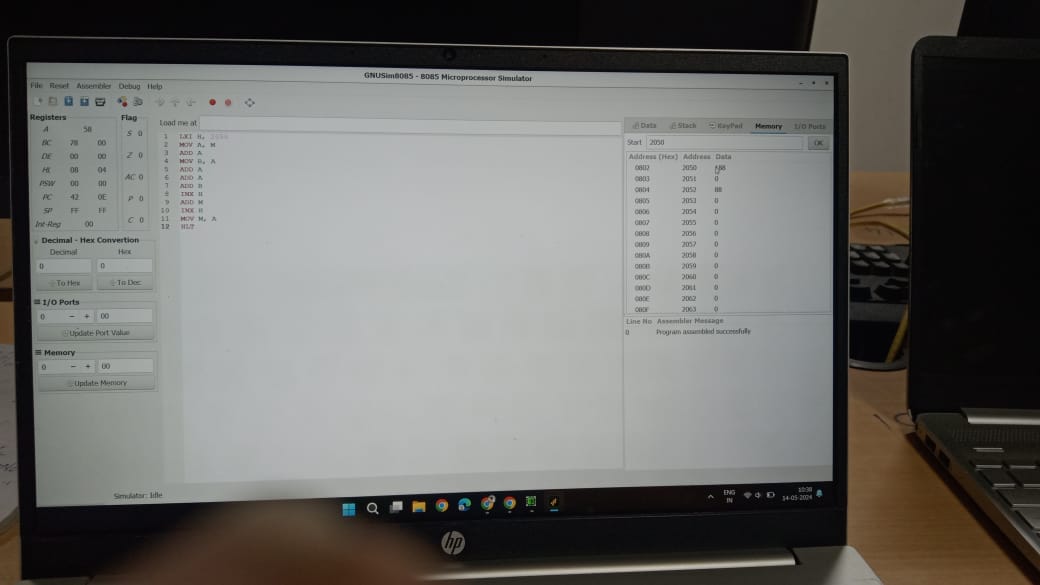 GNUSim8085 - 8085 Microprocessor Simulator
File Reset Assembler Debug Help
Registers
A 58
BC 78 00
DE 00 00
HL 08 04
PSW 00 00
PC 42 0E
SP FF FF
Int-Reg 00
Flag
S 0
Z 0
AC 0
P 0
C 0
Decimal - Hex Convertion
Decimal Hex
0 0
To Hex To Dec
I/O Ports
0 - + 00
Update Port Value
Memory
0 - + 00
Update Memory
Simulator: Idle
Load me at
1 LXI H, 2050
2 MOV A, M
3 ADD A
4 MOV B, A
5 ADD A
6 ADD A
7 ADD B
8 INX H
9 ADD M
10 INX H
11 MOV M, A
12 HLT
Data Stack KeyPad Memory I/O Ports
Start 2050 OK
Address (Hex) Address Data
0802 2050
0803 2051 0
0804 2052 88
0805 2053 0
0806 2054 0
0807 2055 0
0808 2056 0
0809 2057 0
080A 2058 0
080B 2059 0
080C 2060 0
080D 2061 0
080E 2062 0
080F 2063 0
Line No Assembler Message
0 Program assembled successfully
ENG
IN
10:38
14-05-2024
hp